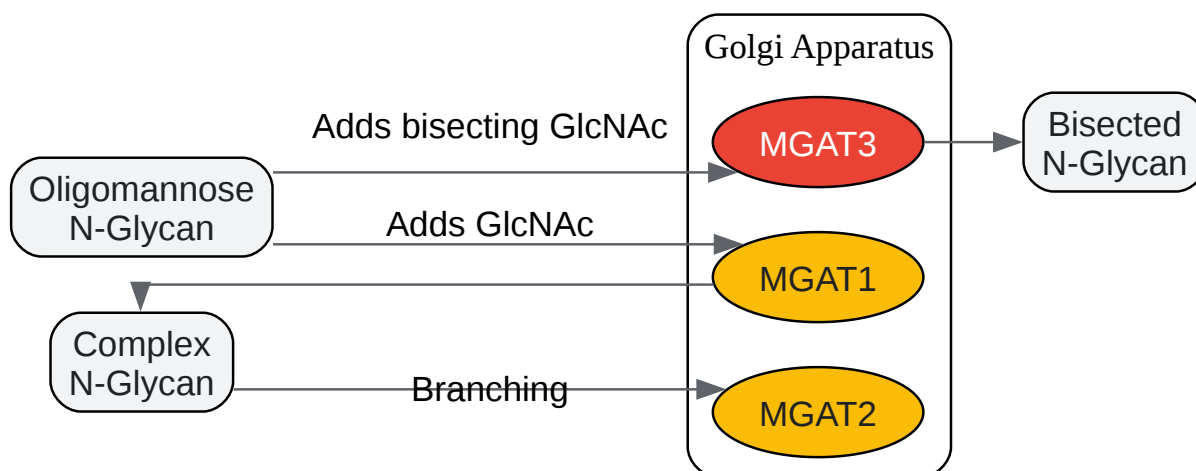 Golgi Apparatus
Adds bisecting GlcNAc
MGAT3
Bisected
N-Glycan
Oligomannose
N-Glycan
Adds GlcNAc
MGAT1
Complex
N-Glycan
Branching
MGAT2